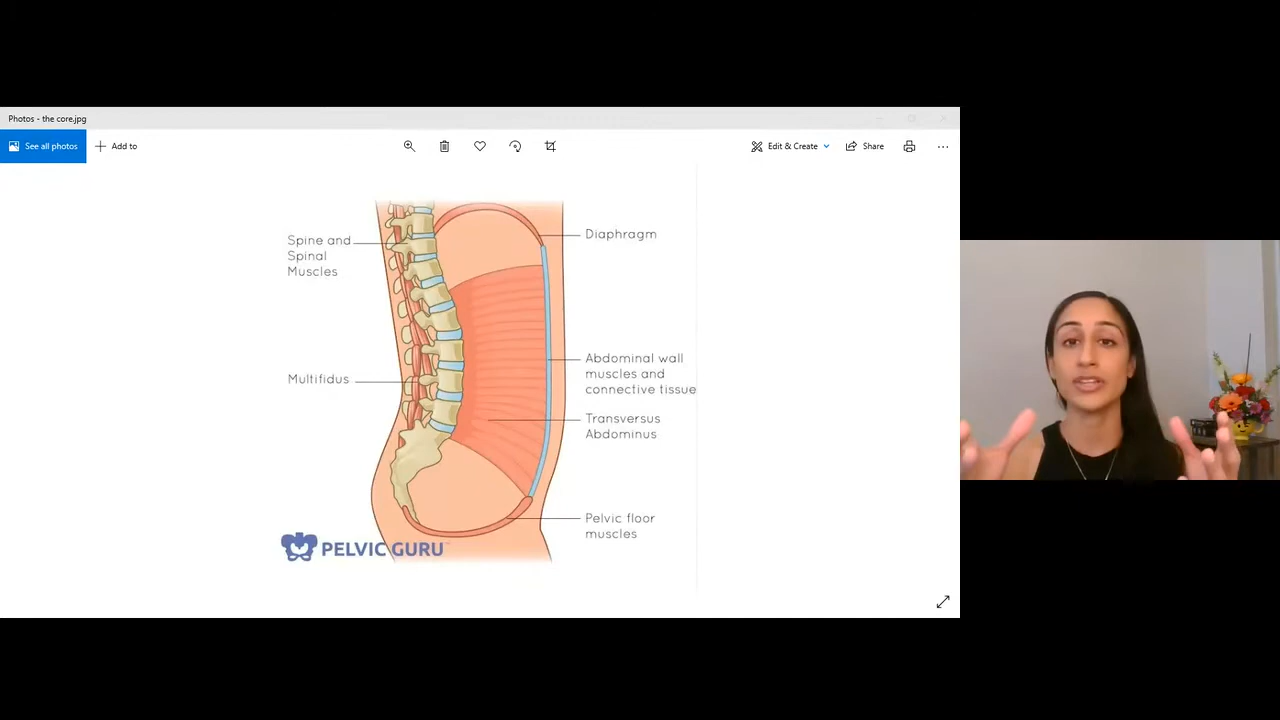 Photos - the core.jpg
See all photos
Add to
Edit & Create
Share
Spine and
Spinal
Muscles
Multifidus
Diaphragm
Abdominal wall
muscles and
connective tissue
Transversus
Abdominus
Pelvic floor
muscles
PELVIC GURU